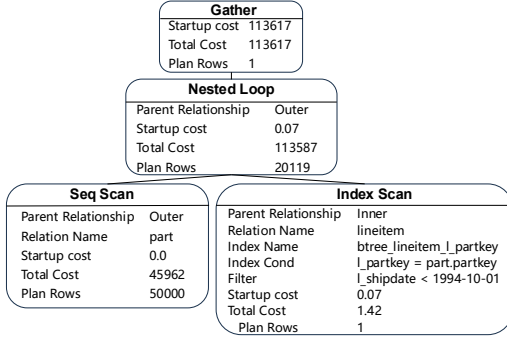 Gather
Startup cost 113617
Total Cost 113617
Plan Rows 1
Nested Loop
Parent Relationship Outer
Startup cost 0.07
Total Cost 113587
Plan Rows 20119
Seq Scan
Parent Relationship Outer
Relation Name part
Startup cost 0.0
Total Cost 45962
Plan Rows 50000
Index Scan
Parent Relationship Inner
Relation Name lineitem
Index Name btree_lineitem_l_partkey
Index Cond l_partkey = part.partkey
Filter l_shipdate < 1994-10-01
Startup cost 0.07
Total Cost 1.42
Plan Rows 1